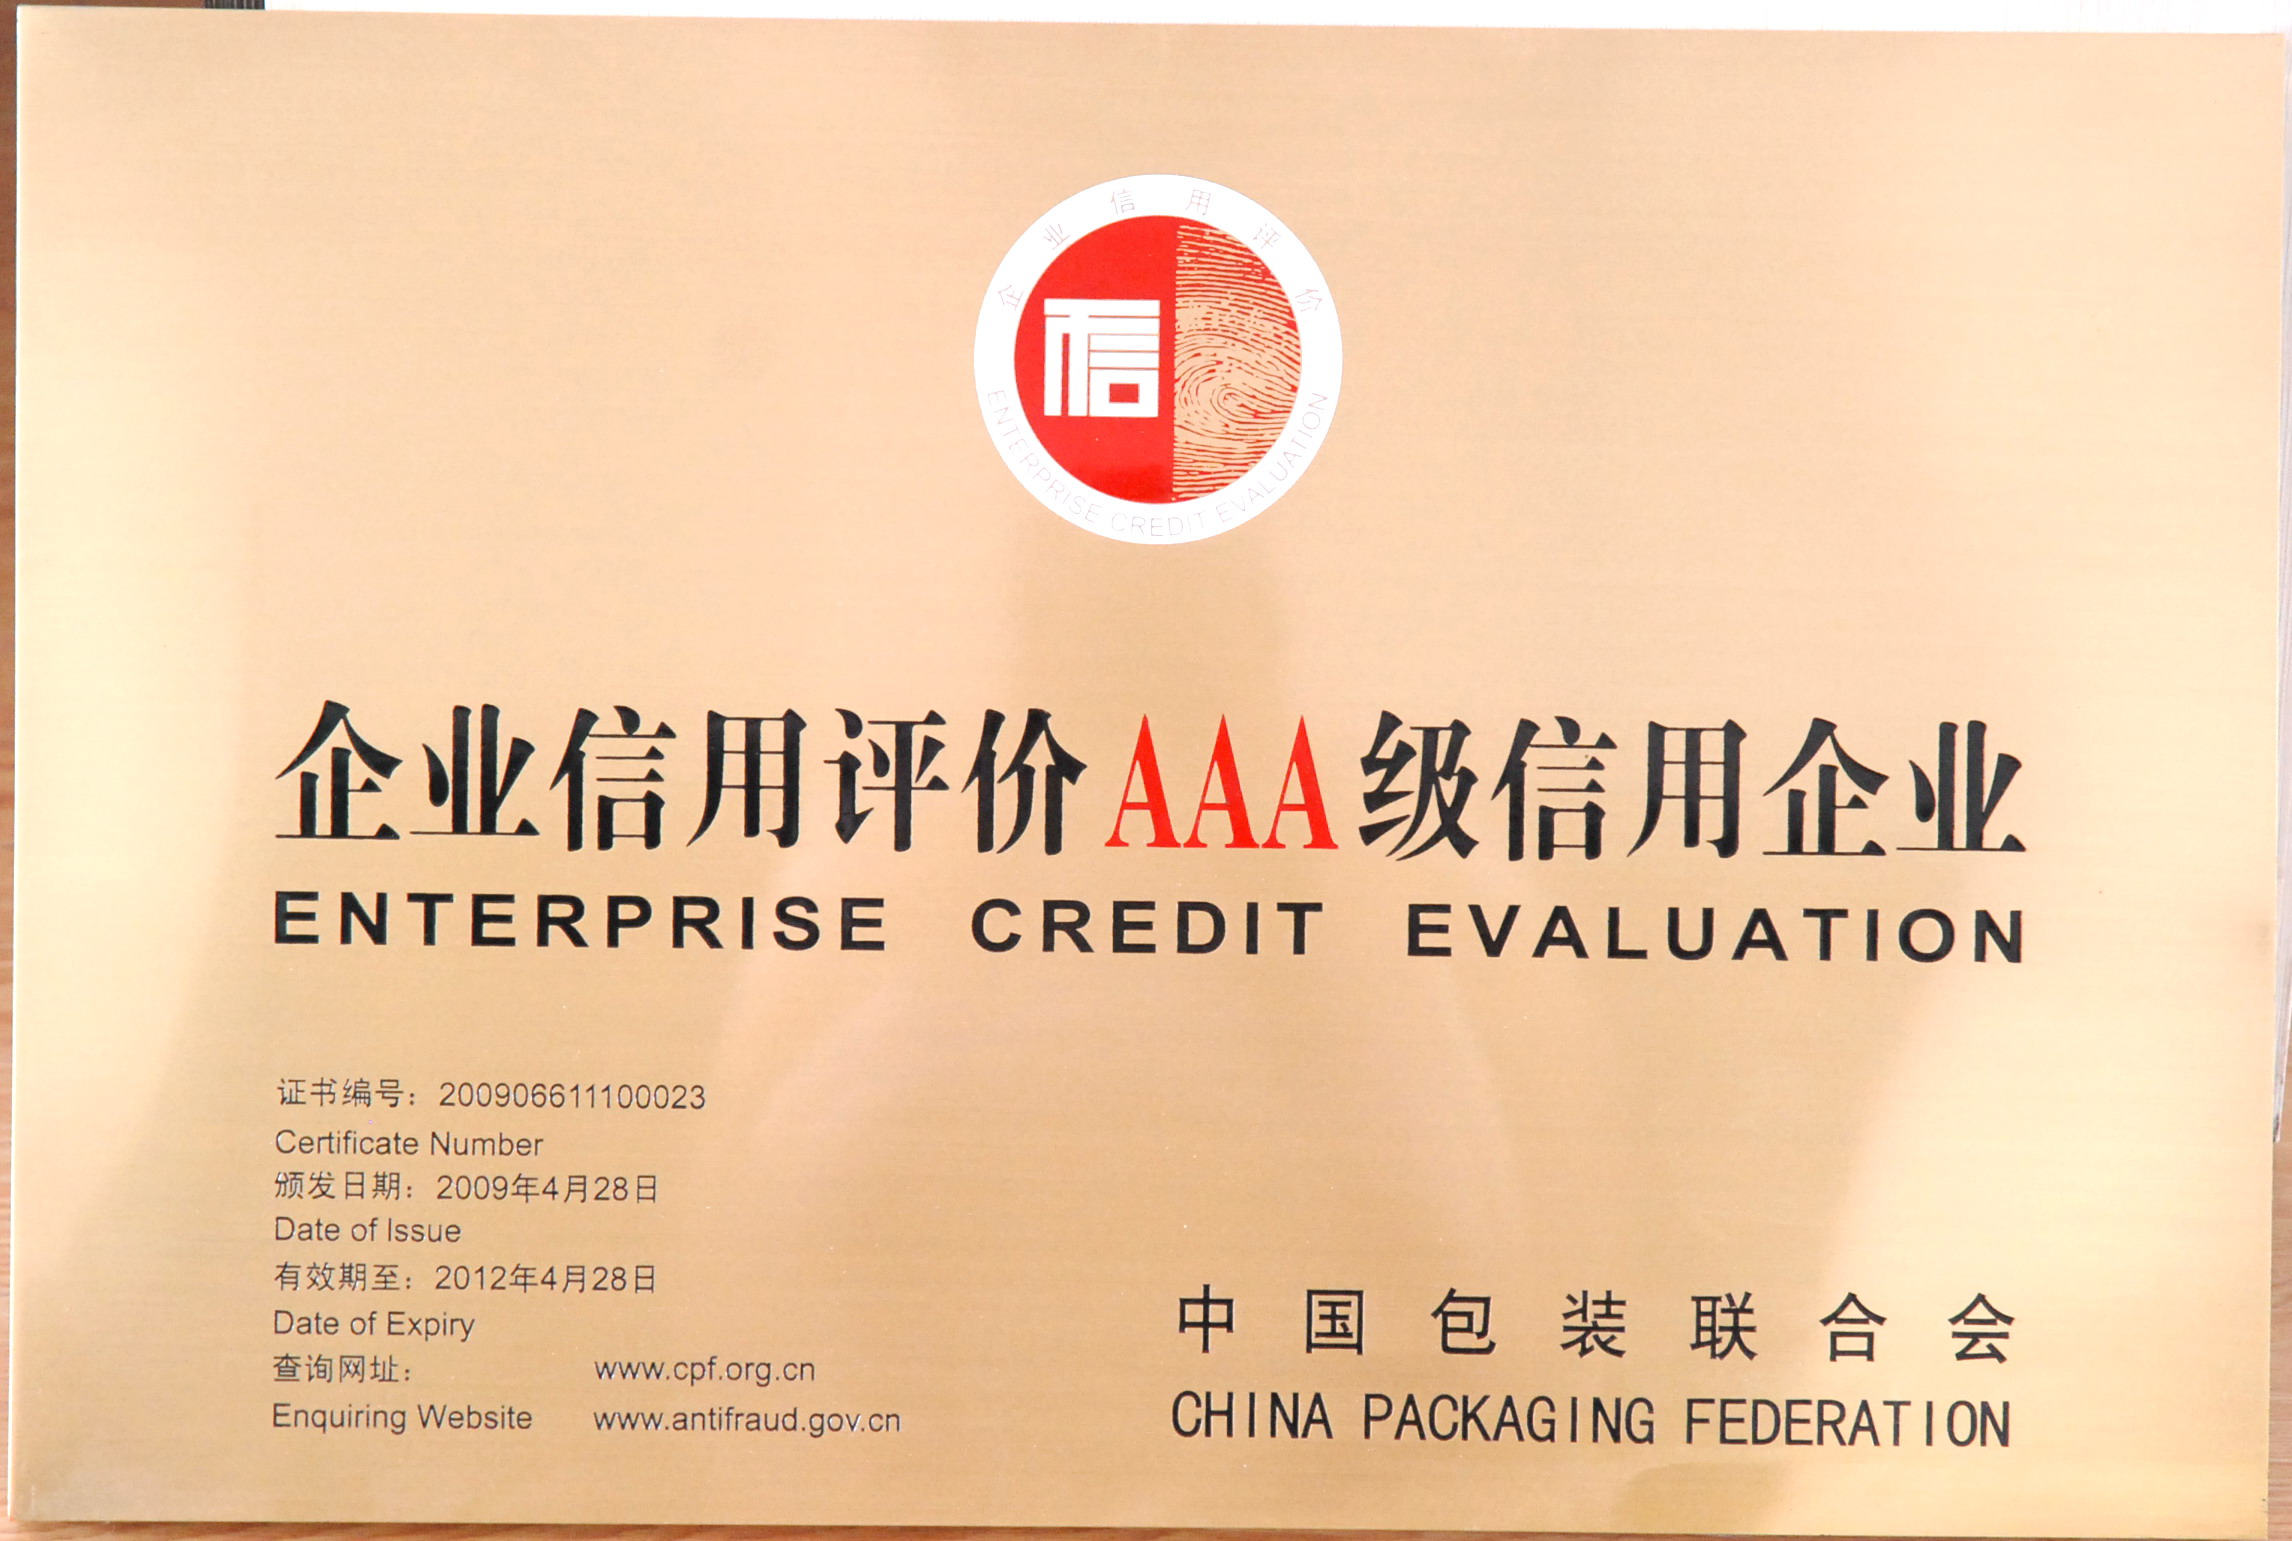 企业信用评价
信
ENTERPRISE CREDIT EVALUATION
企业信用评价AAA级信用企业
ENTERPRISE CREDIT EVALUATION
证书编号：200906611100023
Certificate Number
颁发日期：2009年4月28日
Date of Issue
有效期至：2012年4月28日
Date of Expiry
查询网址： www.cpf.org.cn
Enquiring Website www.antifraud.gov.cn
中国包装联合会
CHINA PACKAGING FEDERATION